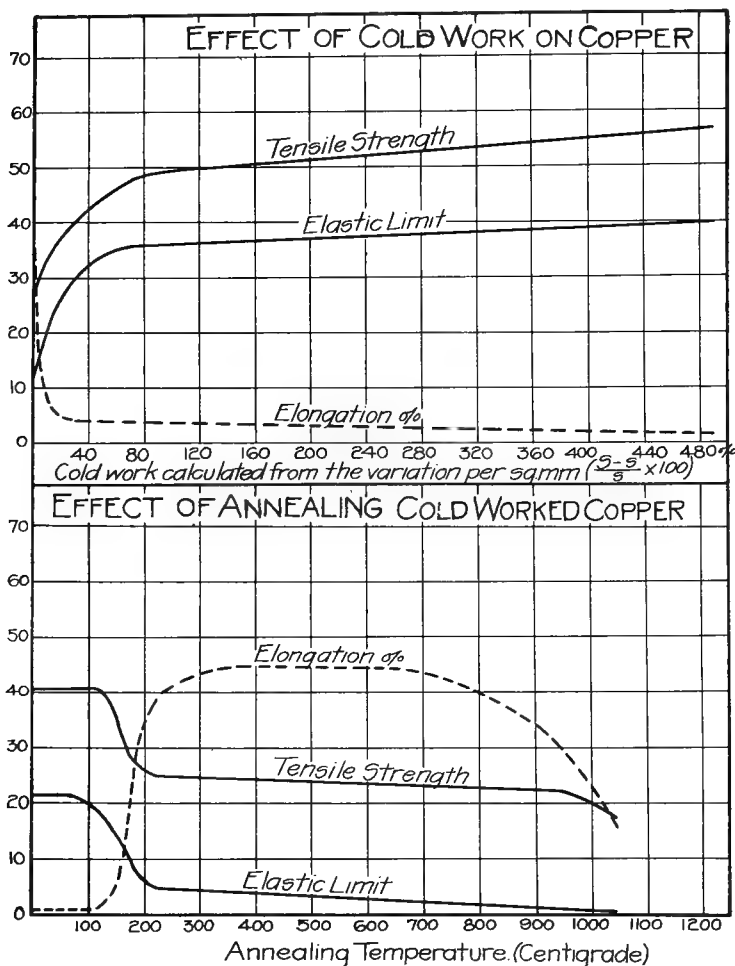 EFFECT OF COLD WORK ON COPPER
70
60
50
40
30
20
10
0
Tensile Strength
Elastic Limit
Elongation %
40 80 120 160 200 240 280 320 360 400 440 480 %
Cold work calculated from the variation per sq.mm (S-s/s ×100)
EFFECT OF ANNEALING COLD WORKED COPPER
70
60
50
40
30
20
10
0
Elongation %
Tensile Strength
Elastic Limit
100 200 300 400 500 600 700 800 900 1000 1100 1200
Annealing Temperature. (Centigrade)